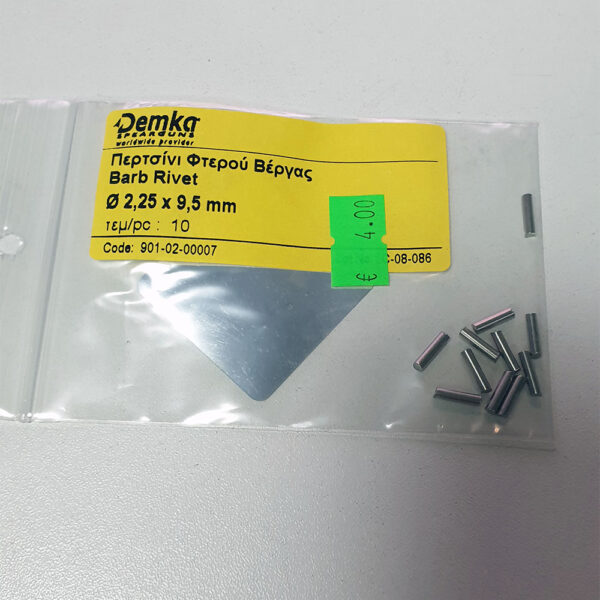 Demka
SPEARGUNS
worldwide provider
Περτσίνι Φτερού Βέργας
Barb Rivet
Ø 2,25 x 9,5 mm
τεμ/pc : 10
Code: 901-02-00007
C-08-086
€ 4.00